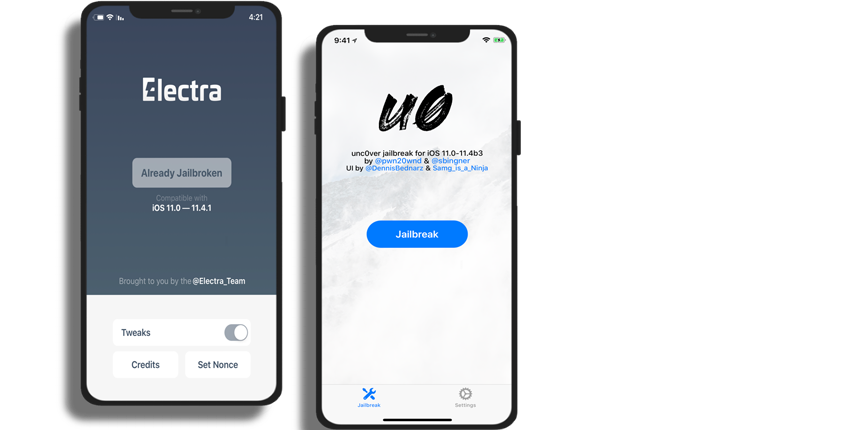 4:21
Electra
Already Jailbroken
Compatible with
iOS 11.0 — 11.4.1
Brought to you by the @Electra_Team
Tweaks
Credits
Set Nonce
9:41
u0
unc0ver jailbreak for iOS 11.0-11.4b3
by @pwn20wnd & @sbingner
UI by @DennisBednarz & Samg_is_a_Ninja
Jailbreak
Jailbreak
Settings